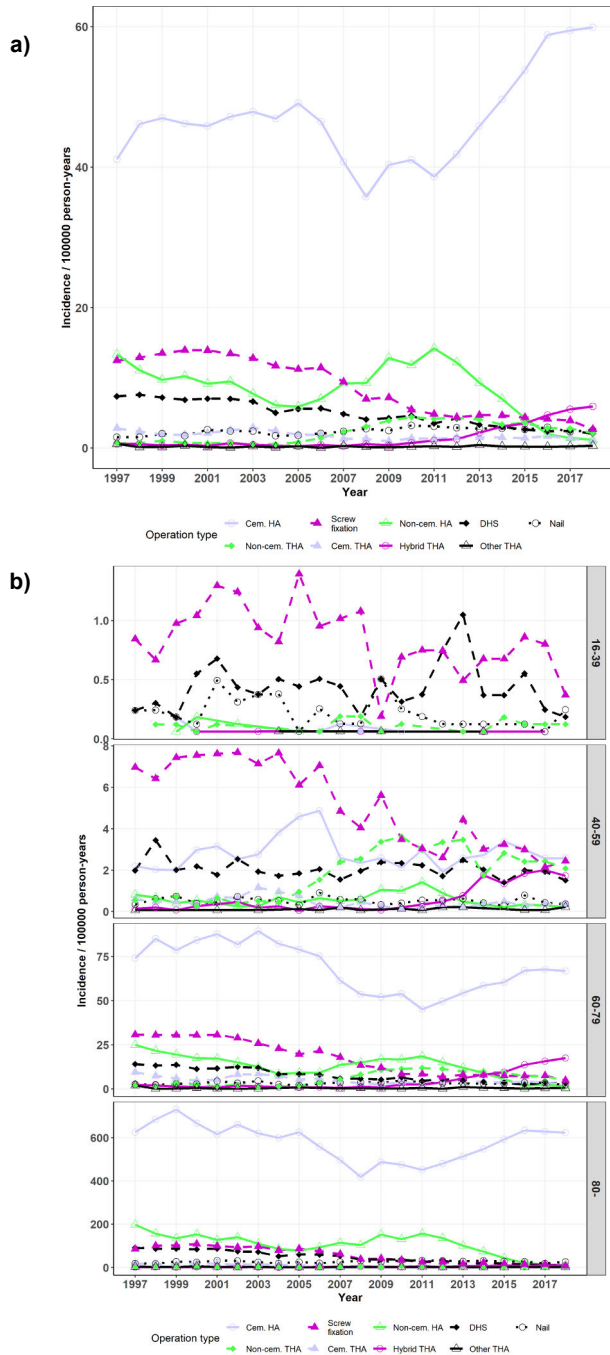 a)
60
40
20
0
Incidence / 100000 person-years
1997 1999 2001 2003 2005 2007 2009 2011 2013 2015 2017
Year
Operation type
Cem. HA Screw fixation Non-cem. HA DHS Nail
Non-cem. THA Cem. THA Hybrid THA Other THA
b)
1.0
0.5
0.0
16-39
8
6
4
2
0
40-59
Incidence / 100000 person-years
75
50
25
0
60-79
600
400
200
0
80-
1997 1999 2001 2003 2005 2007 2009 2011 2013 2015 2017
Year
Operation type
Cem. HA Screw fixation Non-cem. HA DHS Nail
Non-cem. THA Cem. THA Hybrid THA Other THA